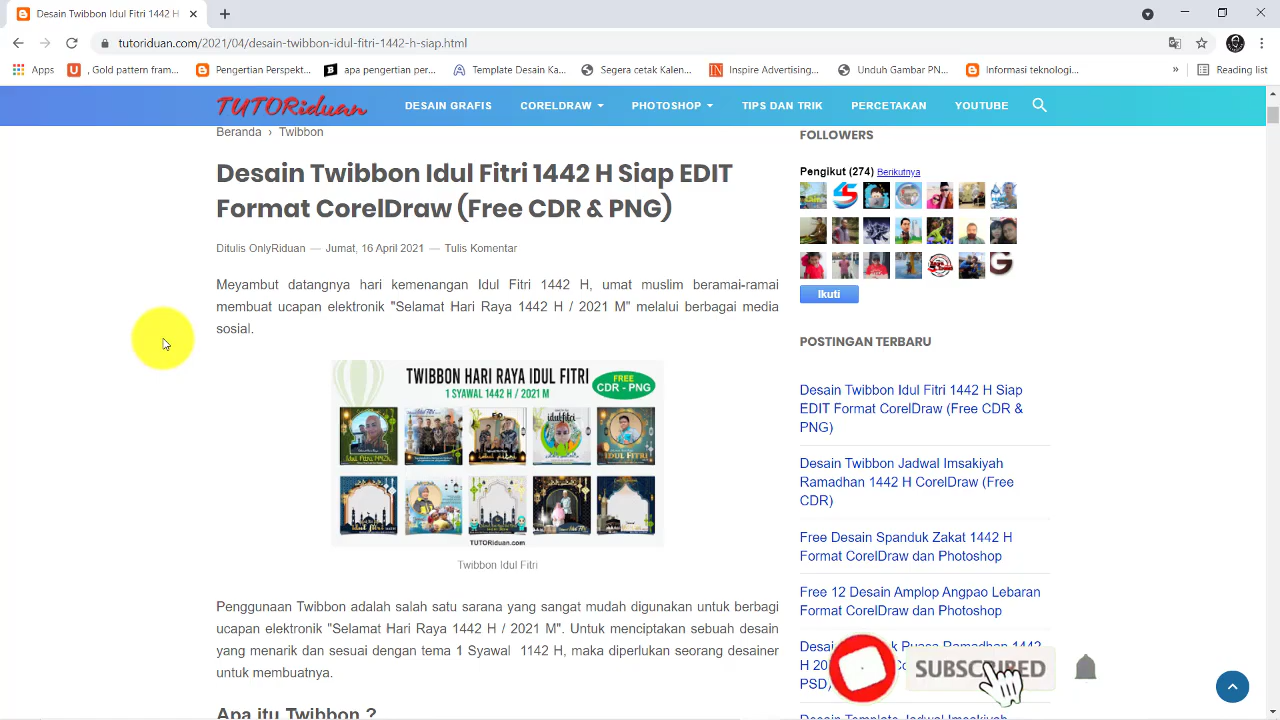 Desain Twibbon Idul Fitri 1442 H
tutoriduan.com/2021/04/desain-twibbon-idul-fitri-1442-h-siap.html
Apps
, Gold pattern fram...
Pengertian Perspekt...
apa pengertian per...
Template Desain Ka...
Segera cetak Kalen...
Inspire Advertising...
Unduh Gambar PN...
Informasi teknologi...
»
Reading list
TUTORiduan
DESAIN GRAFIS
CORELDRAW
PHOTOSHOP
TIPS DAN TRIK
PERCETAKAN
YOUTUBE
Beranda › Twibbon
Desain Twibbon Idul Fitri 1442 H Siap EDIT
Format CorelDraw (Free CDR & PNG)
Ditulis OnlyRiduan — Jumat, 16 April 2021 — Tulis Komentar
Meyambut datangnya hari kemenangan Idul Fitri 1442 H, umat muslim beramai-ramai
membuat ucapan elektronik "Selamat Hari Raya 1442 H / 2021 M" melalui berbagai media
sosial.
TWIBBON HARI RAYA IDUL FITRI
1 SYAWAL 1442 H / 2021 M
FREE
CDR - PNG
TUTORiduan.com
Twibbon Idul Fitri
Penggunaan Twibbon adalah salah satu sarana yang sangat mudah digunakan untuk berbagi
ucapan elektronik "Selamat Hari Raya 1442 H / 2021 M". Untuk menciptakan sebuah desain
yang menarik dan sesuai dengan tema 1 Syawal 1142 H, maka diperlukan seorang desainer
untuk membuatnya.
Apa itu Twibbon ?
FOLLOWERS
Pengikut (274) Berikutnya
Ikuti
POSTINGAN TERBARU
Desain Twibbon Idul Fitri 1442 H Siap
EDIT Format CorelDraw (Free CDR &
PNG)
Desain Twibbon Jadwal Imsakiyah
Ramadhan 1442 H CorelDraw (Free
CDR)
Free Desain Spanduk Zakat 1442 H
Format CorelDraw dan Photoshop
Free 12 Desain Amplop Angpao Lebaran
Format CorelDraw dan Photoshop
Puasa Ramadhan 1442
H 20
PSD)
SUBSCRIBED
Desain Template Jadwal Imsakiyah